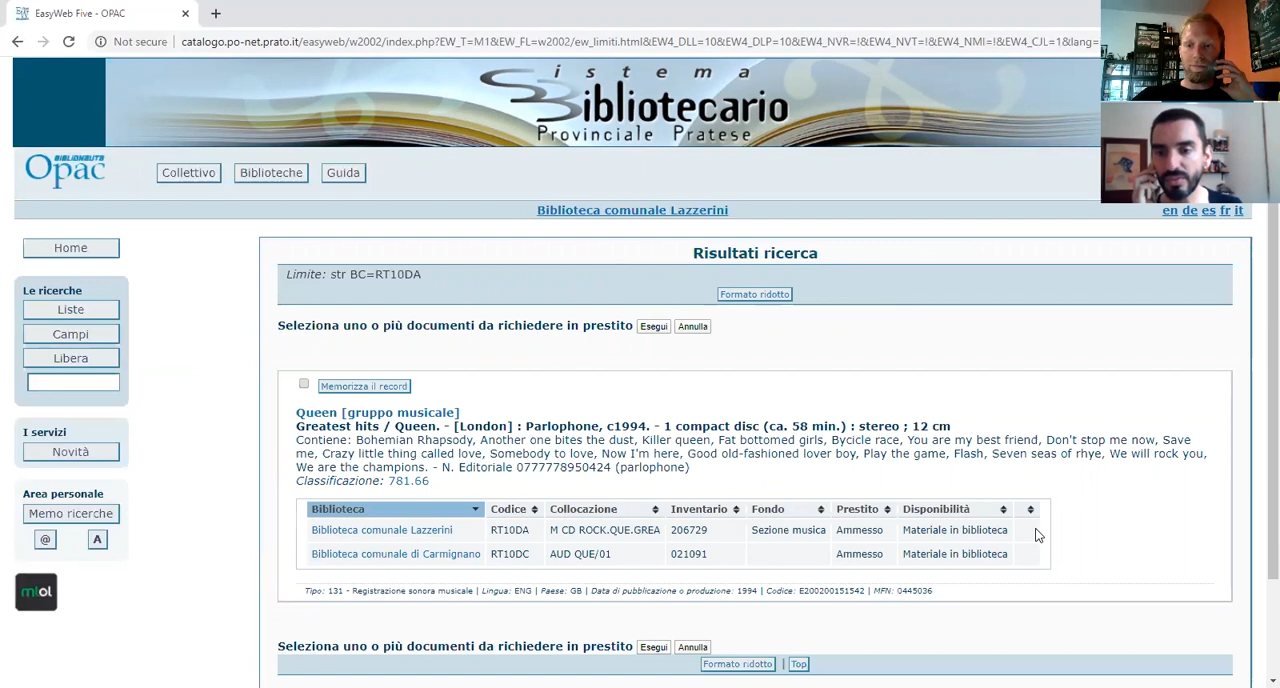 EasyWeb Five - OPAC
Not secure | catalogo.po-net.prato.it/easyweb/w2002/index.php?EW_T=M1&EW_FL=w2002/ew_limiti.html&EW4_DLL=10&EW4_DLP=10&EW4_NVR=!&EW4_NVT=!&EW4_NMI=!&EW4_CJL=1&lang=
Sistema
Bibliotecario
Provinciale Pratese
BIBLIONAUTA
Opac
Collettivo Biblioteche Guida
Biblioteca comunale Lazzerini
en de es fr it
Home
Le ricerche
Liste
Campi
Libera
I servizi
Novità
Area personale
Memo ricerche
@ A
mlol
Risultati ricerca
Limite: str BC=RT10DA
Formato ridotto
Seleziona uno o più documenti da richiedere in prestito Esegui Annulla
Memorizza il record
Queen [gruppo musicale]
Greatest hits / Queen. - [London] : Parlophone, c1994. - 1 compact disc (ca. 58 min.) : stereo ; 12 cm
Contiene: Bohemian Rhapsody, Another one bites the dust, Killer queen, Fat bottomed girls, Bycicle race, You are my best friend, Don't stop me now, Save
me, Crazy little thing called love, Somebody to love, Now I'm here, Good old-fashioned lover boy, Play the game, Flash, Seven seas of rhye, We will rock you,
We are the champions. - N. Editoriale 0777778950424 (parlophone)
Classificazione: 781.66
Biblioteca Codice Collocazione Inventario Fondo Prestito Disponibilità
Biblioteca comunale Lazzerini RT10DA M CD ROCK.QUE.GREA 206729 Sezione musica Ammesso Materiale in biblioteca
Biblioteca comunale di Carmignano RT10DC AUD QUE/01 021091 Ammesso Materiale in biblioteca
Tipo: 131 - Registrazione sonora musicale | Lingua: ENG | Paese: GB | Data di pubblicazione o produzione: 1994 | Codice: E200200151542 | MFN: 0445036
Seleziona uno o più documenti da richiedere in prestito Esegui Annulla
Formato ridotto | Top